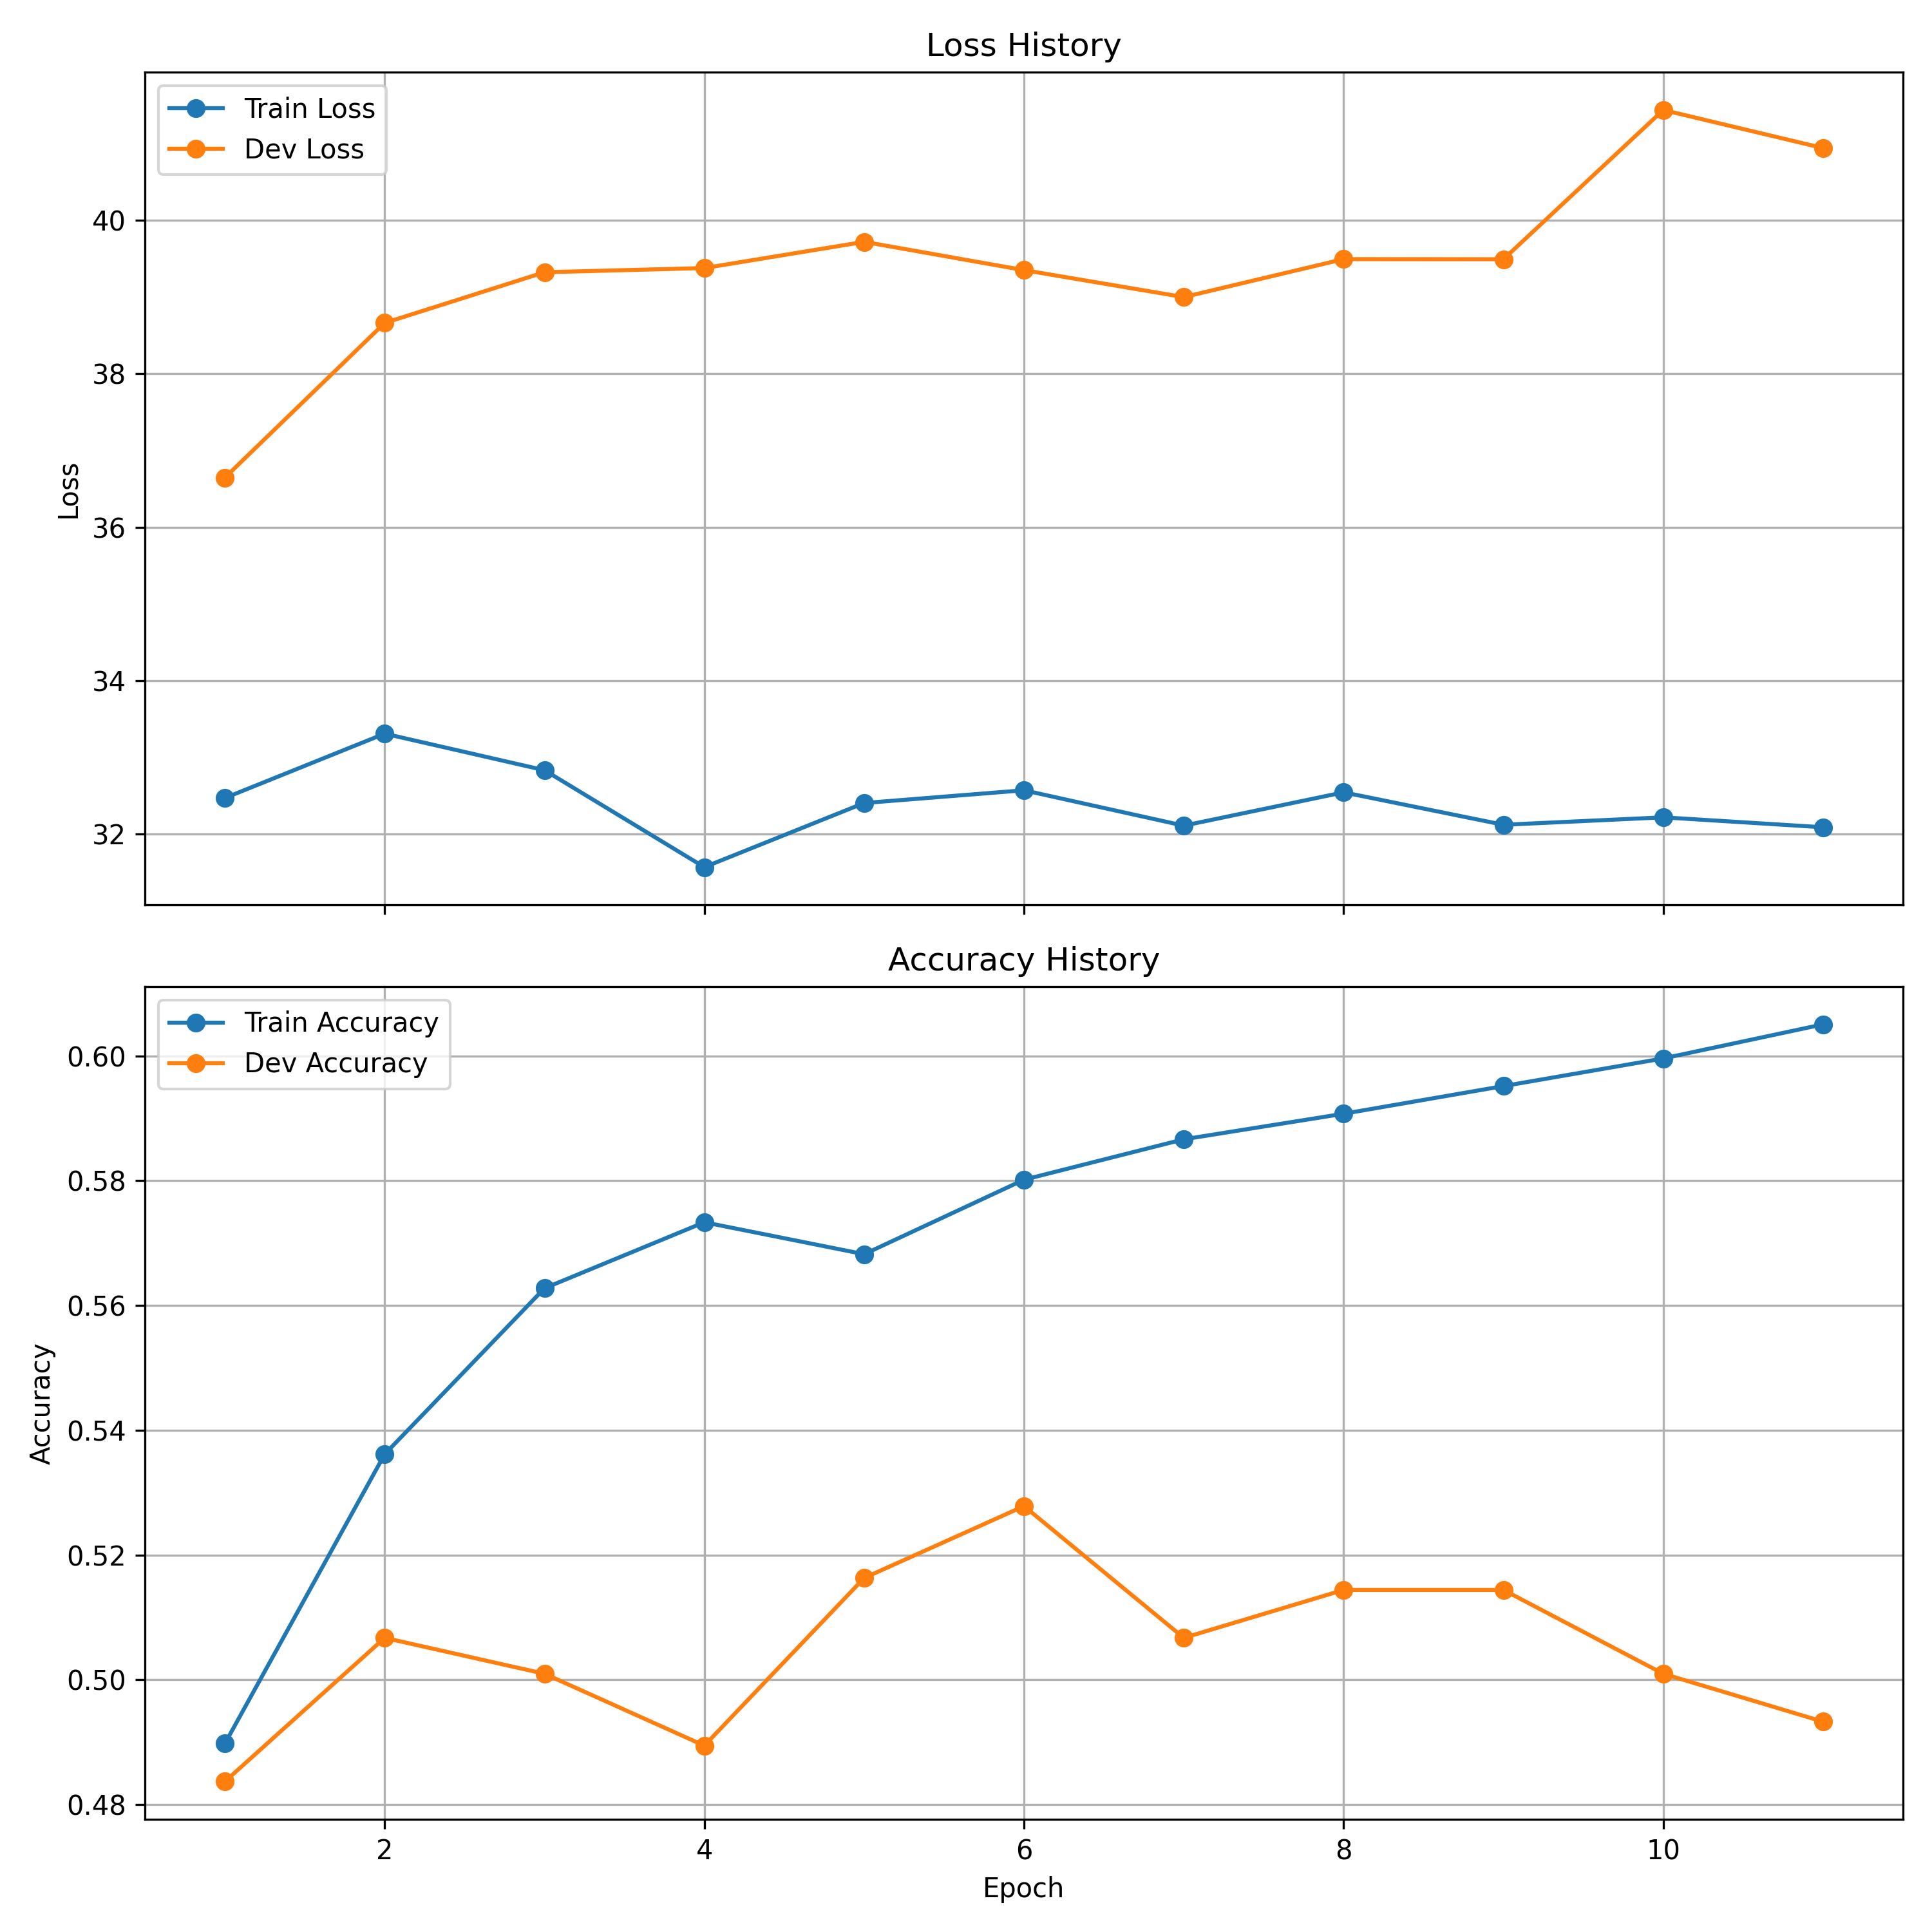 Loss History
Train Loss
Dev Loss
Loss
40
38
36
34
32
Accuracy History
Train Accuracy
Dev Accuracy
Accuracy
0.60
0.58
0.56
0.54
0.52
0.50
0.48
2 4 6 8 10
Epoch